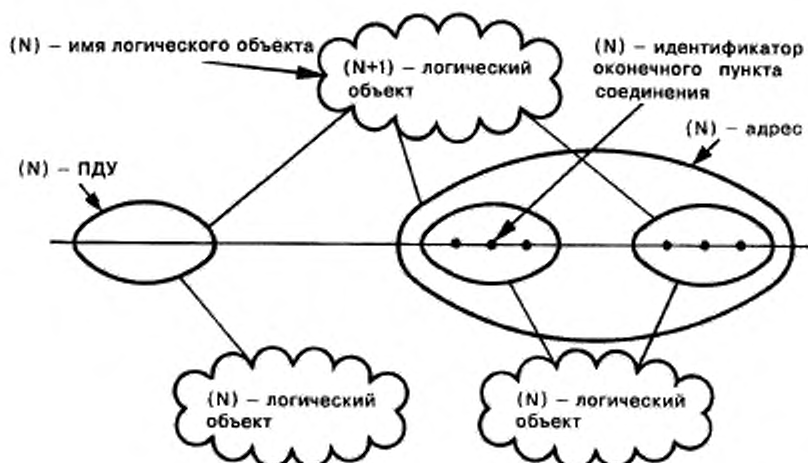 (N) – имя логического объекта
(N+1) – логический
объект
(N) – идентификатор
оконечного пункта
соединения
(N) – адрес
(N) – ПДУ
(N) – логический
объект
(N) – логический
объект